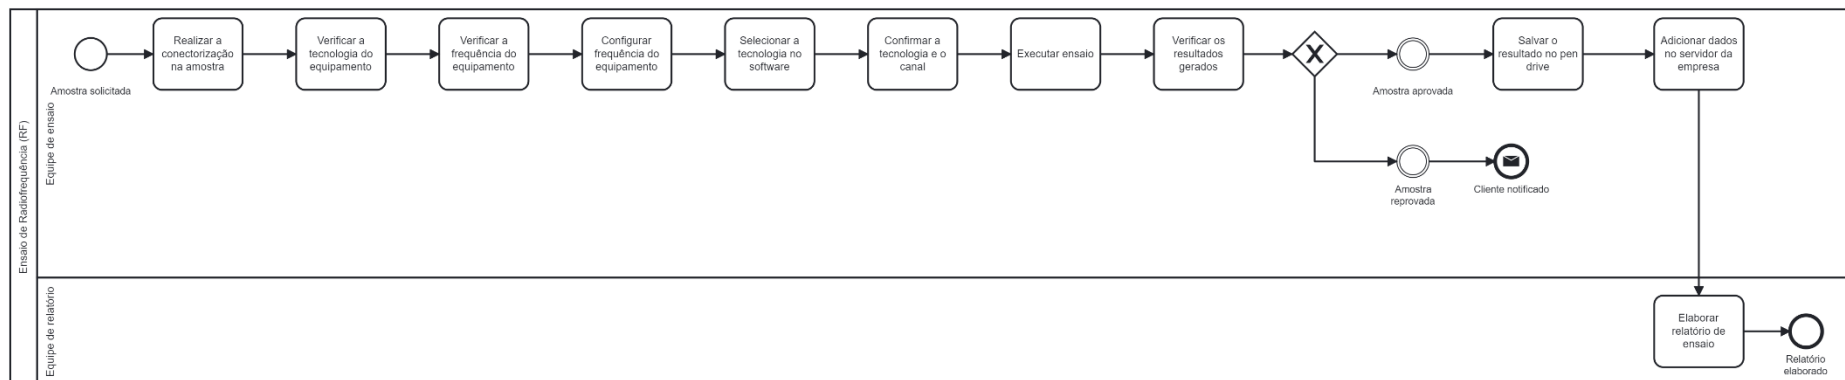 Ensaio de Radiofrequência (RF)
Equipe de ensaio
Amostra solicitada
Realizar a
conectorização
na amostra
Verificar a
tecnologia do
equipamento
Verificar a
frequência do
equipamento
Configurar
frequência do
equipamento
Selecionar a
tecnologia no
software
Confirmar a
tecnologia e o
canal
Executar ensaio
Verificar os
resultados
gerados
X
Amostra aprovada
Salvar o
resultado no pen
drive
Adicionar dados
no servidor da
empresa
Amostra
reprovada
Cliente notificado
Equipe de relatório
Elaborar
relatório de
ensaio
Relatório
elaborado